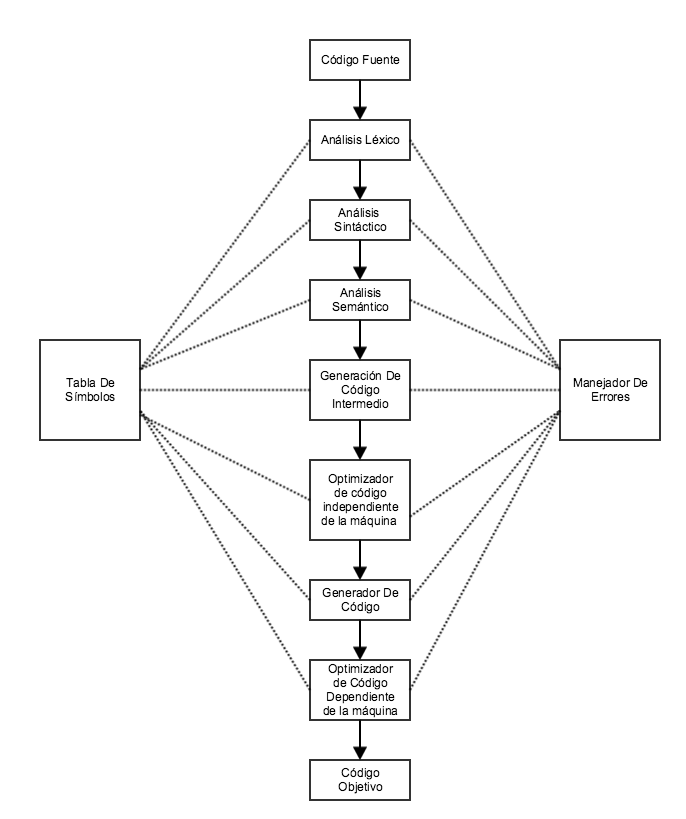 Código Fuente
Análisis Léxico
Análisis
Sintáctico
Análisis
Semántico
Tabla De
Símbolos
Generación De
Código
Intermedio
Manejador De
Errores
Optimizador
de código
independiente
de la máquina
Generador De
Código
Optimizador
de Código
Dependiente
de la máquina
Código
Objetivo